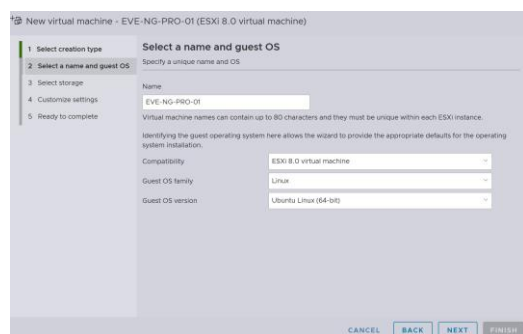 New virtual machine - EVE-NG-PRO-01 (ESXi 8.0 virtual machine)
1 Select creation type
2 Select a name and guest OS
3 Select storage
4 Customize settings
5 Ready to complete
Select a name and guest OS
Specify a unique name and OS
Name
EVE-NG-PRO-01
Virtual machine names can contain up to 80 characters and they must be unique within each ESXi instance.
Identifying the guest operating system here allows the wizard to provide the appropriate defaults for the operating
system installation.
Compatibility
ESXi 8.0 virtual machine
Guest OS family
Linux
Guest OS version
Ubuntu Linux (64-bit)
CANCEL BACK NEXT FINISH